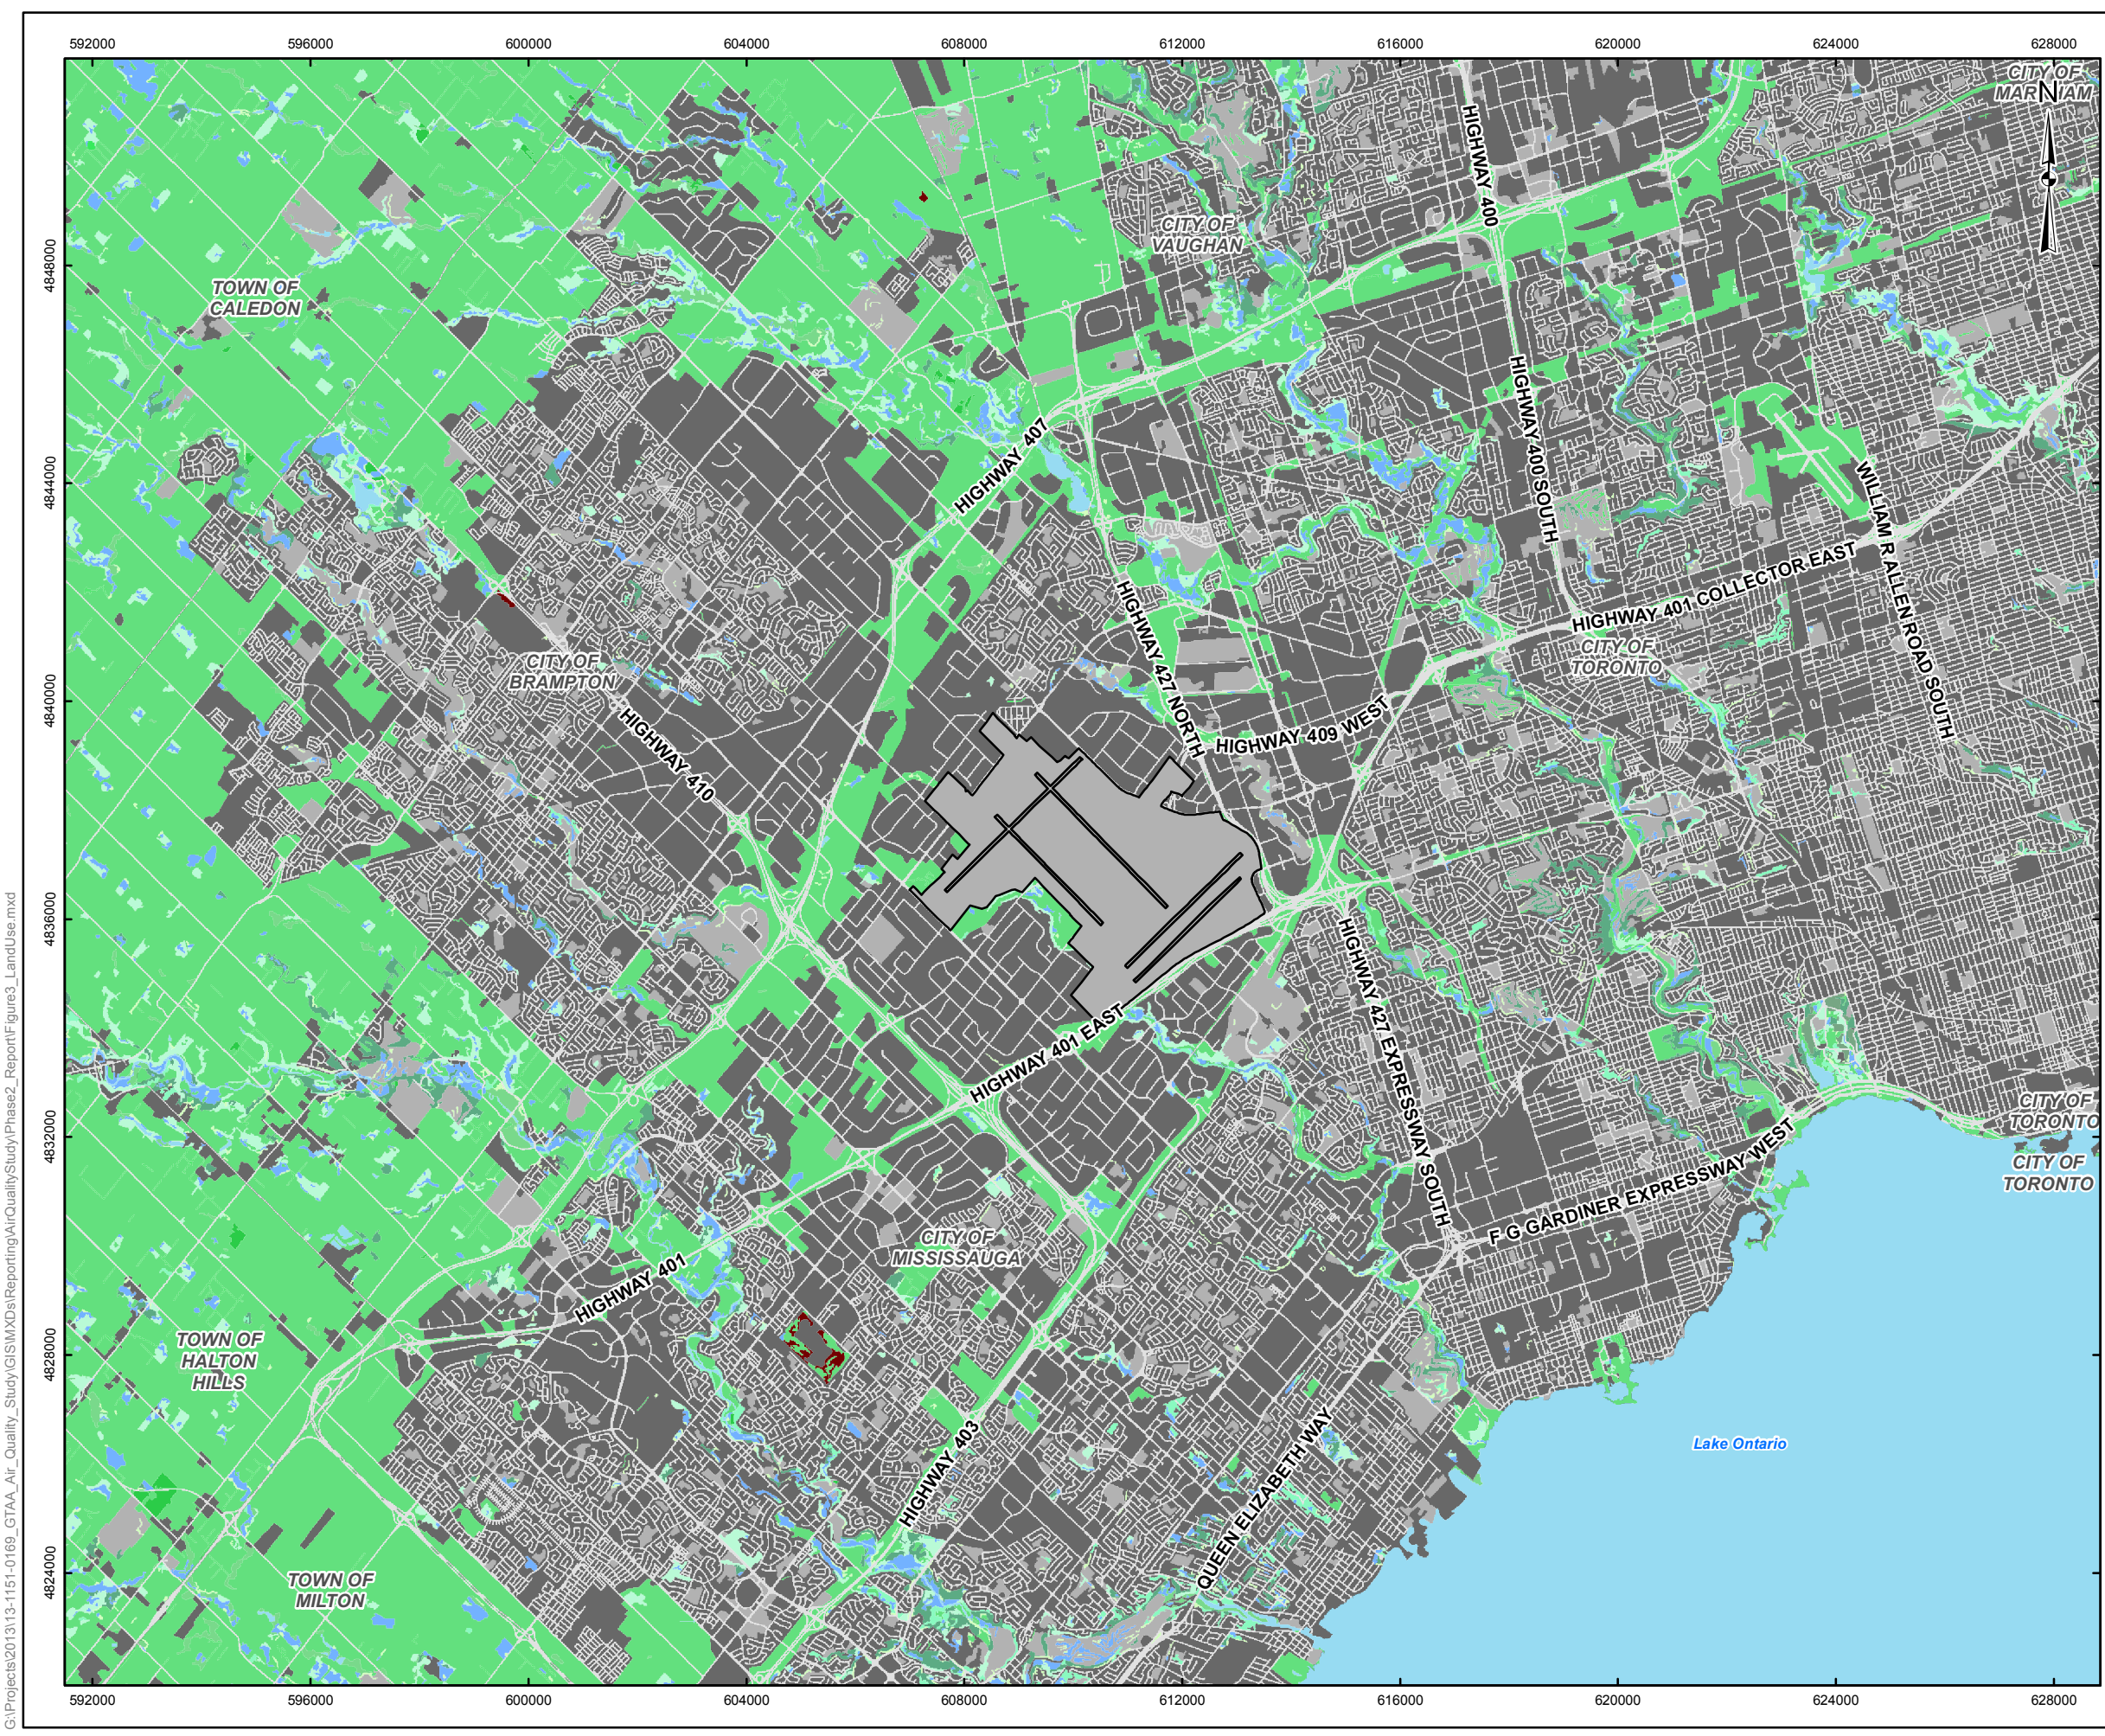 592000 596000 600000 604000 608000 612000 616000 620000 624000 628000
CITY OF
N
HIGHWAY 400
CITY OF
VAUGHAN
4848000
TOWN OF
CALEDON
HIGHWAY 400 SOUTH
HIGHWAY 407
4844000
WILLIAM R ALLEN ROAD SOUTH
HIGHWAY 401 COLLECTOR EAST
HIGHWAY 427 NORTH
CITY OF
TORONTO
CITY OF
BRAMPTON
4840000
HIGHWAY 410
HIGHWAY 409 WEST
4836000
HIGHWAY 427 EXPRESSWAY SOUTH
HIGHWAY 401 EAST
4832000
CITY OF
TORONTO
F G GARDINER EXPRESSWAY WEST
CITY OF
TORONTO
CITY OF
MISSISSAUGA
HIGHWAY 401
4828000
TOWN OF
HALTON
HILLS
HIGHWAY 403
QUEEN ELIZABETH WAY
Lake Ontario
4824000
TOWN OF
MILTON
592000 596000 600000 604000 608000 612000 616000 620000 624000 628000
G:\Projects\2013\13-1151-0169_GTAA_Air_Quality_Study\GIS\MXDs\Reporting\AirQualityStudy\Phase2_Report\Figure3_LandUse.mxd